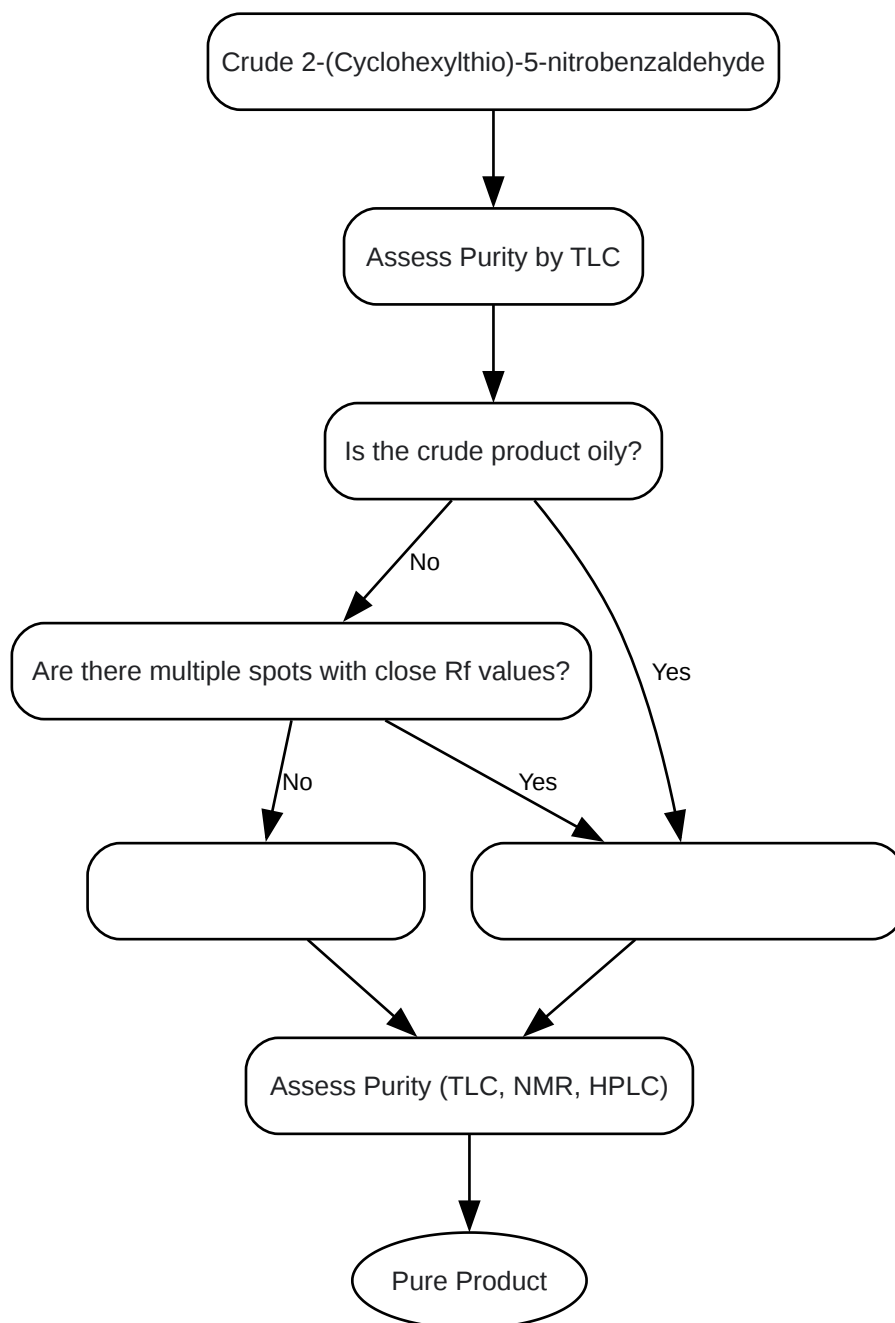 Crude 2-(Cyclohexylthio)-5-nitrobenzaldehyde
Assess Purity by TLC
Is the crude product oily?
No
Are there multiple spots with close Rf values?
Yes
No
Yes
Assess Purity (TLC, NMR, HPLC)
Pure Product